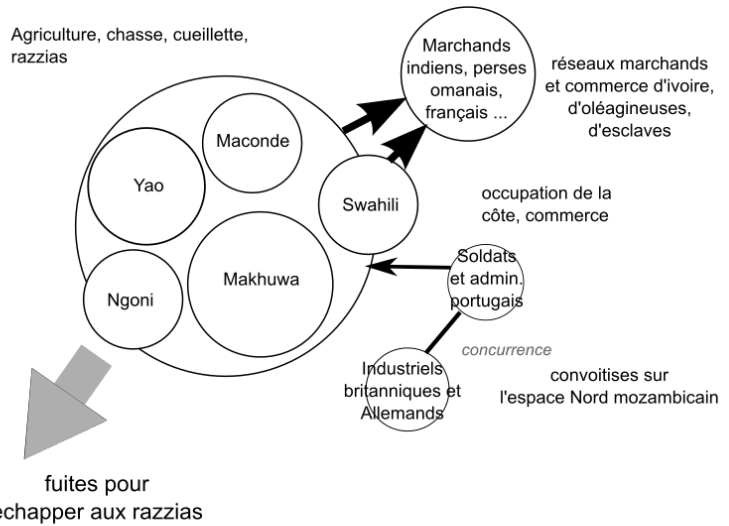 Agriculture, chasse, cueillette,
razzias
Marchands
indiens, perses
omanais,
français ...
réseaux marchands
et commerce d'ivoire,
d'oléagineuses,
d'esclaves
Maconde
Yao
Swahili
Makhuwa
Ngoni
occupation de la
côte, commerce
Soldats
et admin.
portugais
concurrence
Industriels
britanniques et
Allemands
convoitises sur
l'espace Nord mozambicain
fuites pour
echapper aux razzias